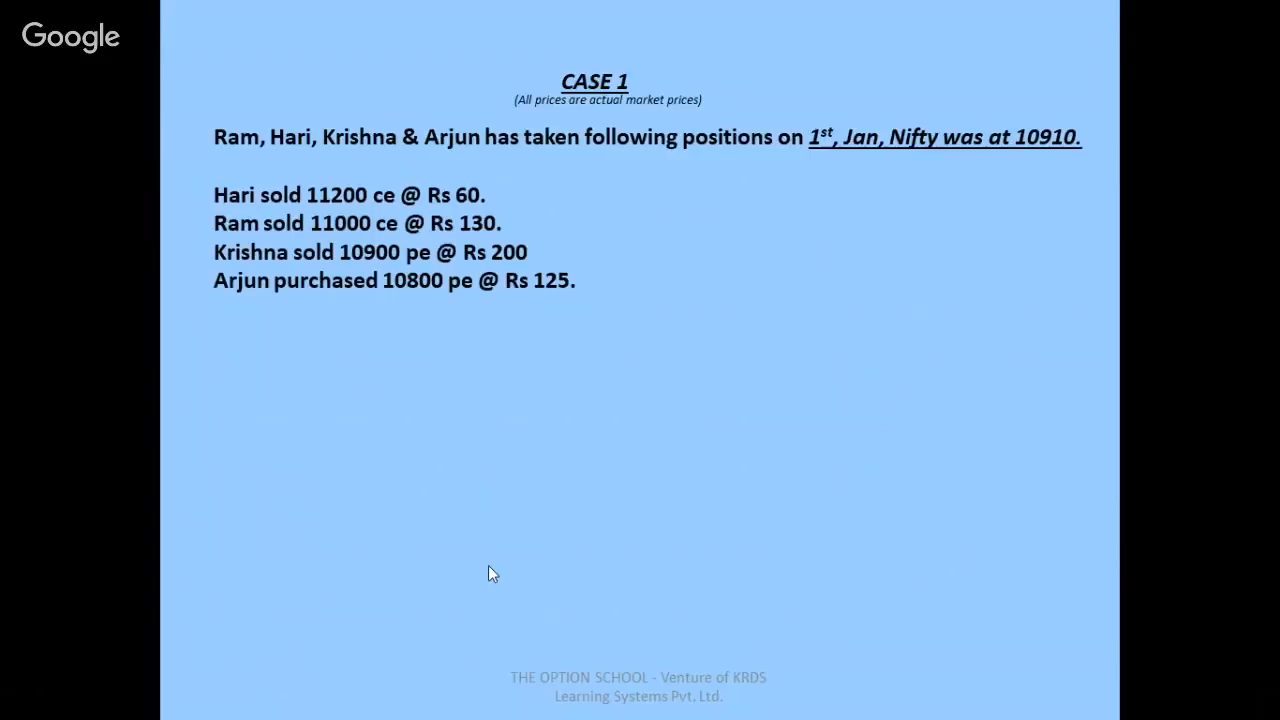 Google
CASE 1
(All prices are actual market prices)
Ram, Hari, Krishna & Arjun has taken following positions on 1st, Jan, Nifty was at 10910.
Hari sold 11200 ce @ Rs 60.
Ram sold 11000 ce @ Rs 130.
Krishna sold 10900 pe @ Rs 200
Arjun purchased 10800 pe @ Rs 125.
THE OPTION SCHOOL - Venture of KRDS
Learning Systems Pvt. Ltd.